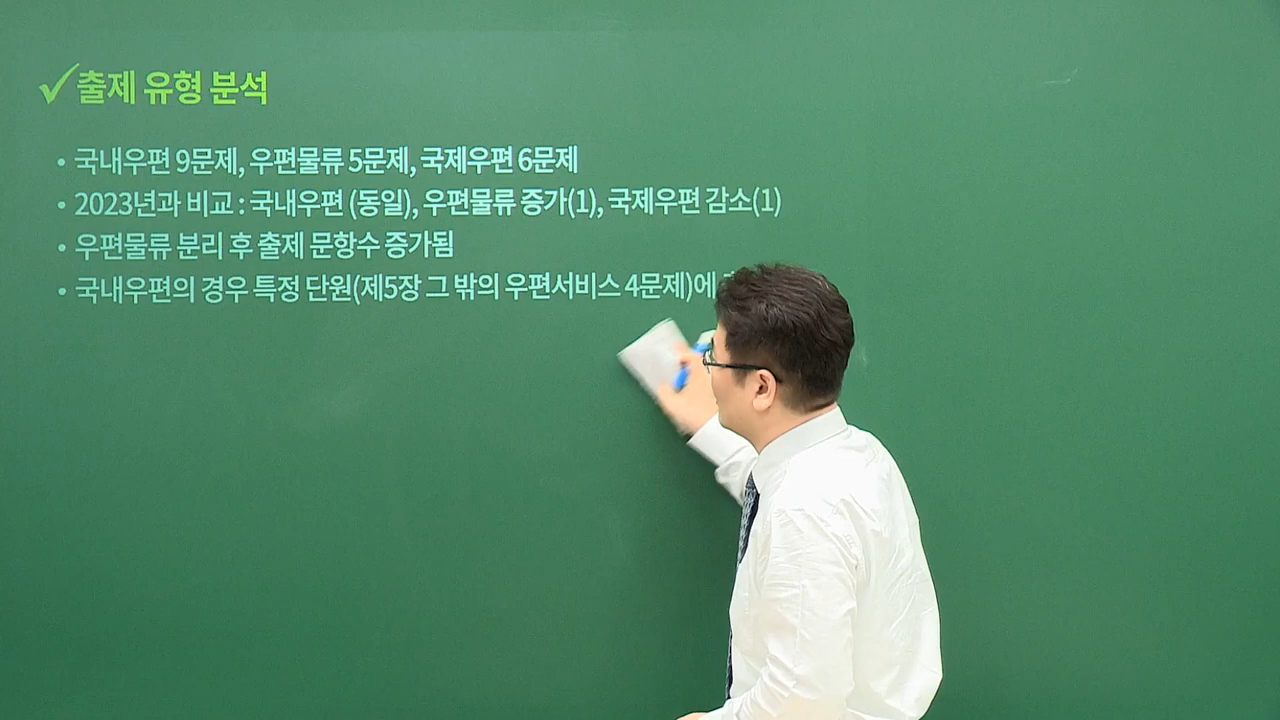 출제 유형 분석
• 국내우편 9문제, 우편물류 5문제, 국제우편 6문제
• 2023년과 비교 : 국내우편 (동일), 우편물류 증가(1), 국제우편 감소(1)
• 우편물류 분리 후 출제 문항수 증가됨
• 국내우편의 경우 특정 단원(제5장 그 밖의 우편서비스 4문제)에